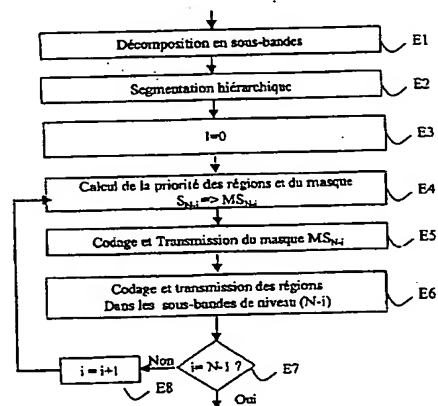 Décomposition en sous-bandes
E1
Segmentation hiérarchique
E2
I=0
E3
Calcul de la priorité des régions et du masque
S_N-i => MS_N-i
E4
Codage et Transmission du masque MS_N-i
E5
Codage et transmission des régions
Dans les sous-bandes de niveau (N-i)
E6
i = N-1 ?
E7
Non
i = i+1
E8
Oui